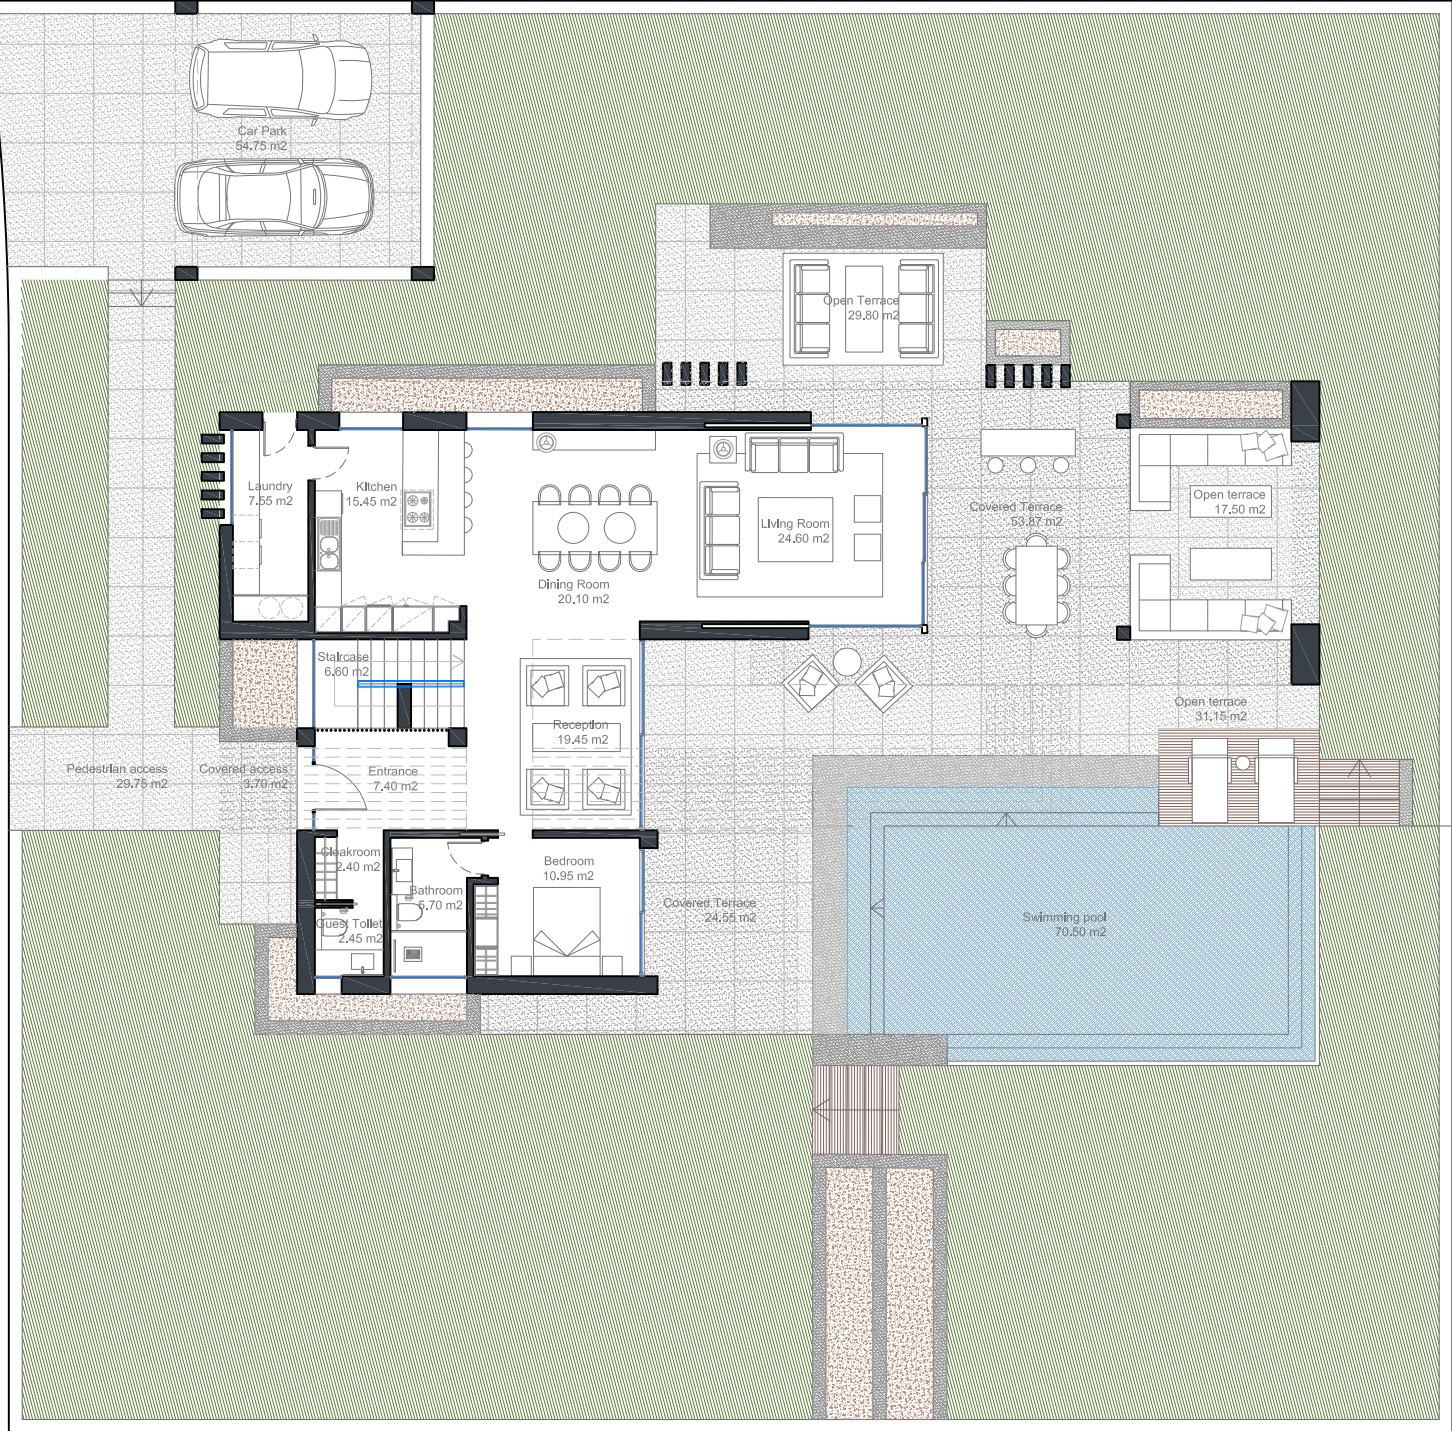 Car Park
54.75 m2
Open Terrace
29.80 m2
Laundry
7.55 m2
Kitchen
15.45 m2
Living Room
24.60 m2
Covered Terrace
53.87 m2
Open terrace
17.50 m2
Dining Room
20.10 m2
Staircase
6.60 m2
Reception
19.45 m2
Open terrace
31.15 m2
Pedestrian access
29.75 m2
Covered access
3.70 m2
Entrance
7.40 m2
Cloakroom
2.40 m2
Bathroom
5.70 m2
Bedroom
10.95 m2
Guest Toilet
2.45 m2
Covered Terrace
24.55 m2
Swimming pool
70.50 m2